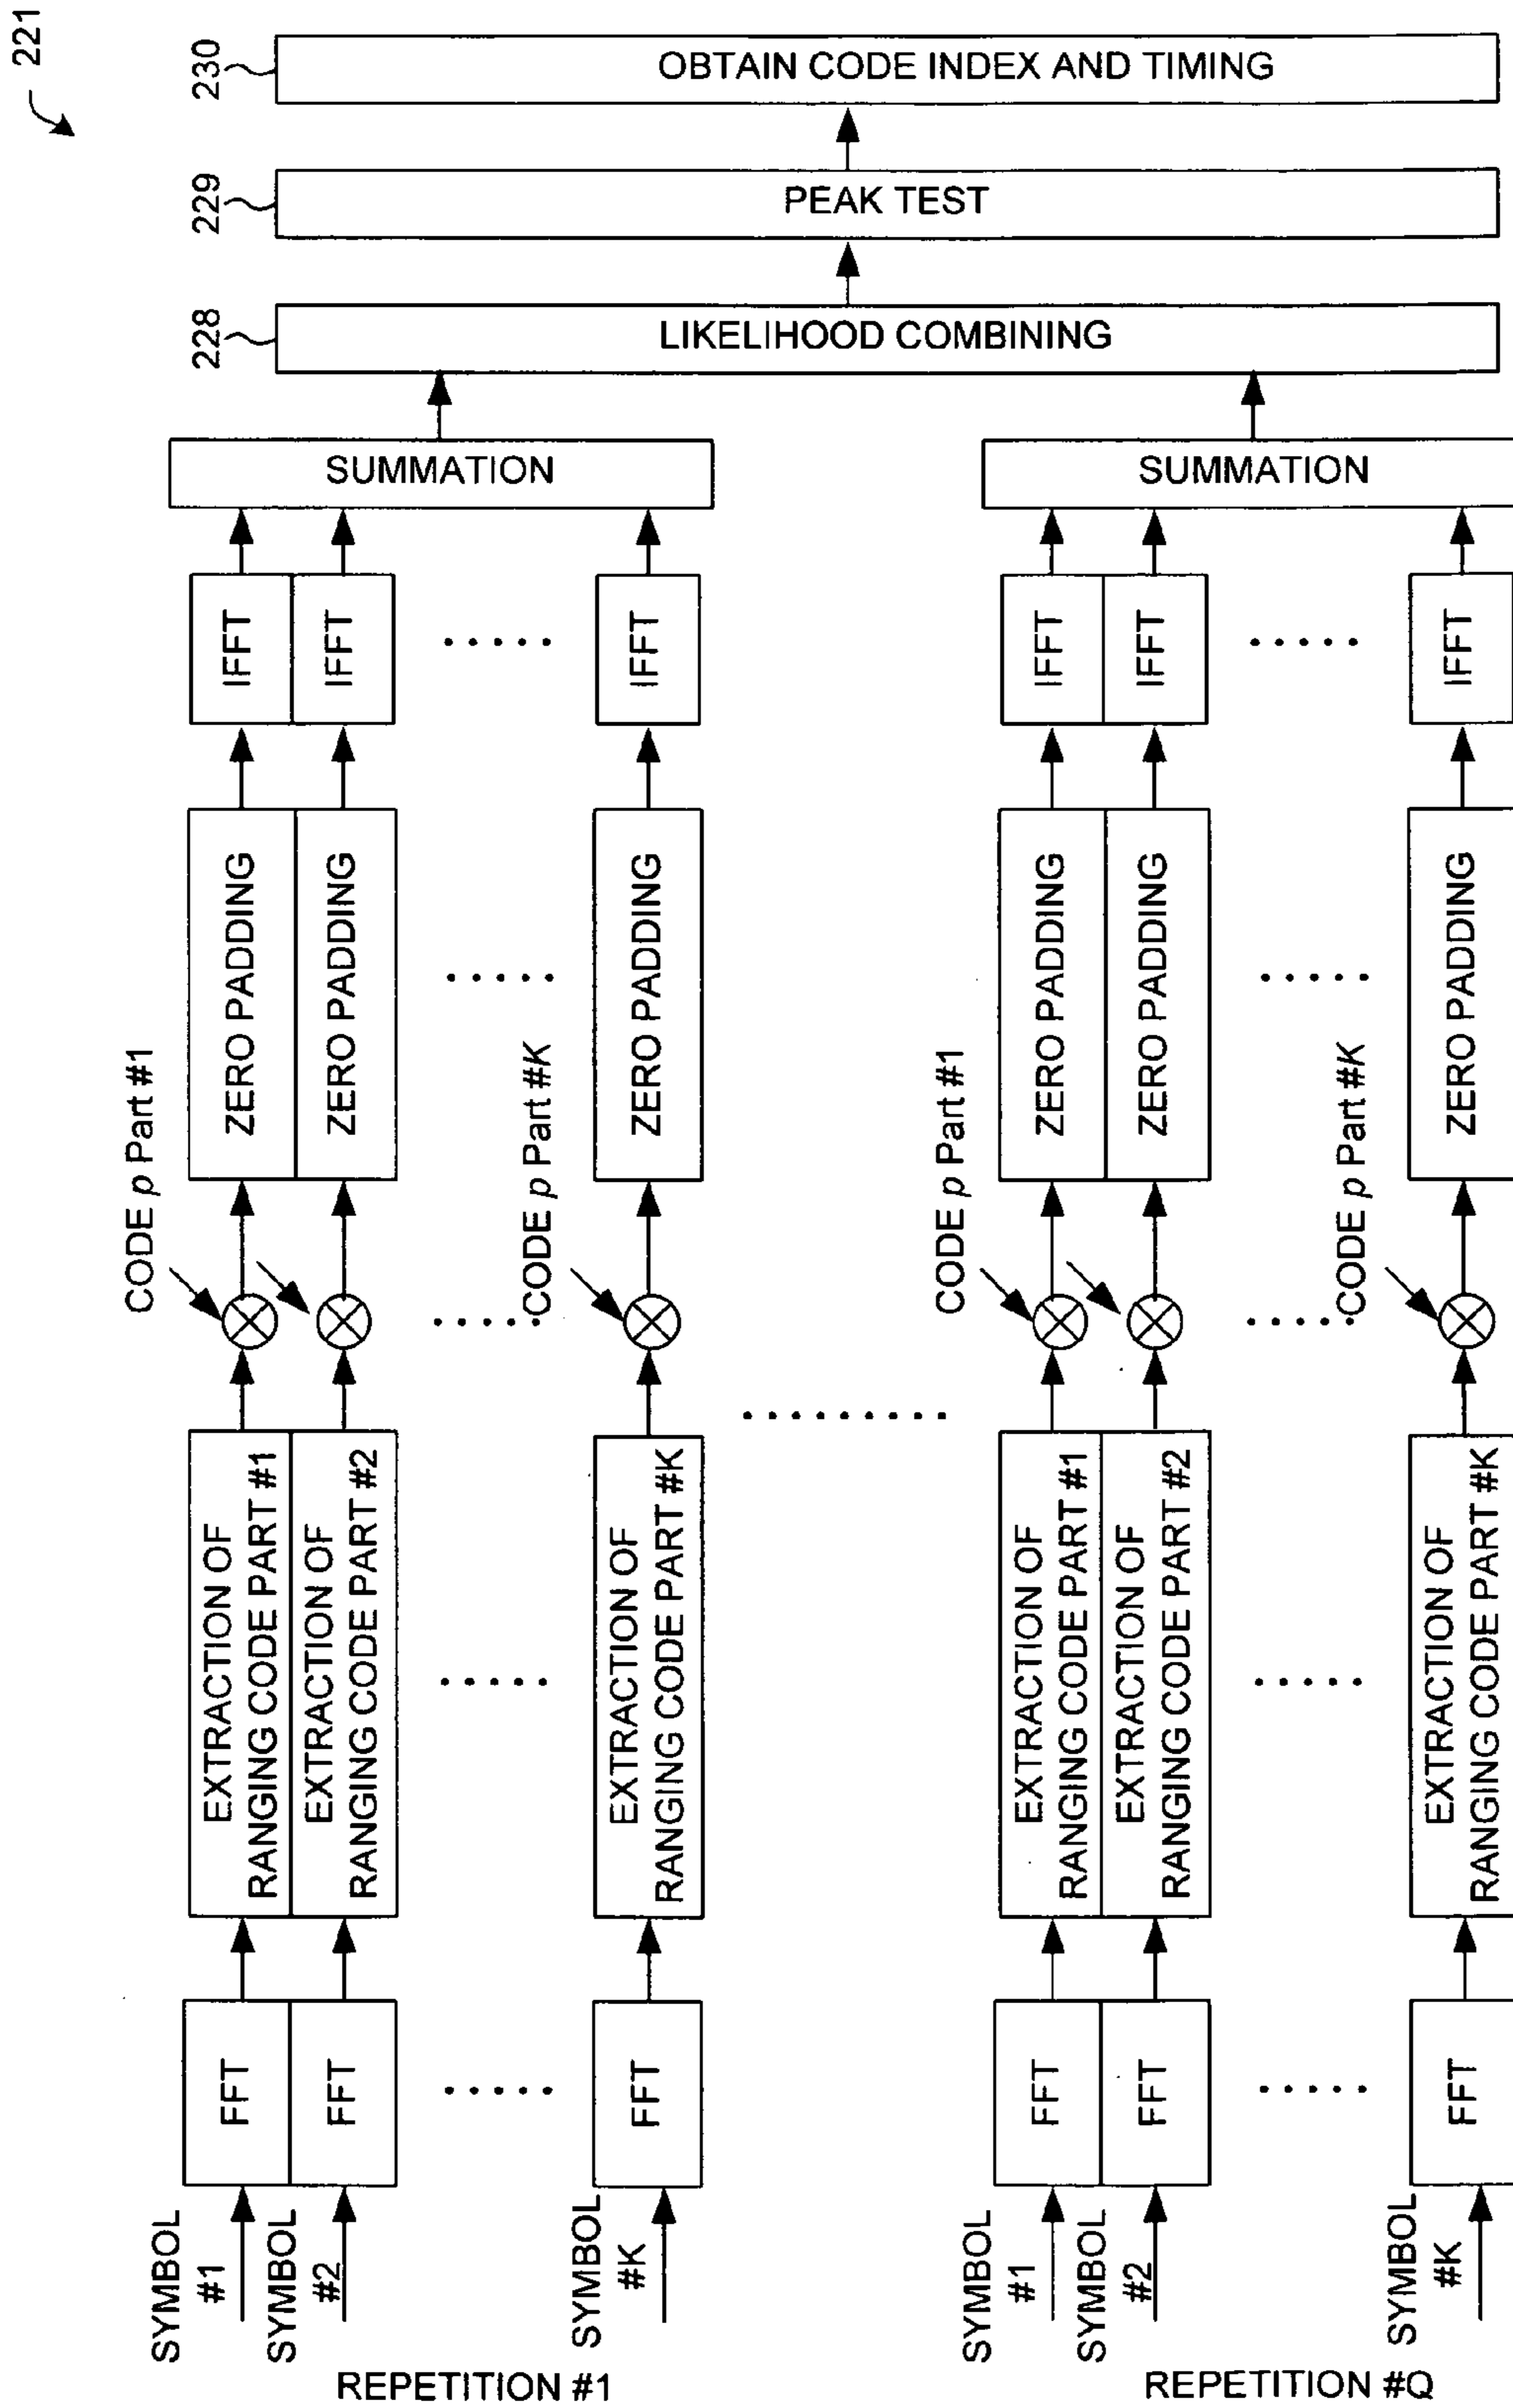 221
REPETITION #1
SYMBOL
#1
SYMBOL
#2
SYMBOL
#K
FFT
FFT
FFT
EXTRACTION OF
RANGING CODE PART #1
EXTRACTION OF
RANGING CODE PART #2
EXTRACTION OF
RANGING CODE PART #K
CODE p Part #1
CODE p Part #K
ZERO PADDING
ZERO PADDING
ZERO PADDING
IFFT
IFFT
IFFT
SUMMATION
REPETITION #Q
SYMBOL
#1
SYMBOL
#2
SYMBOL
#K
FFT
FFT
FFT
EXTRACTION OF
RANGING CODE PART #1
EXTRACTION OF
RANGING CODE PART #2
EXTRACTION OF
RANGING CODE PART #K
CODE p Part #1
CODE p Part #K
ZERO PADDING
ZERO PADDING
ZERO PADDING
IFFT
IFFT
IFFT
SUMMATION
228
LIKELIHOOD COMBINING
229
PEAK TEST
230
OBTAIN CODE INDEX AND TIMING